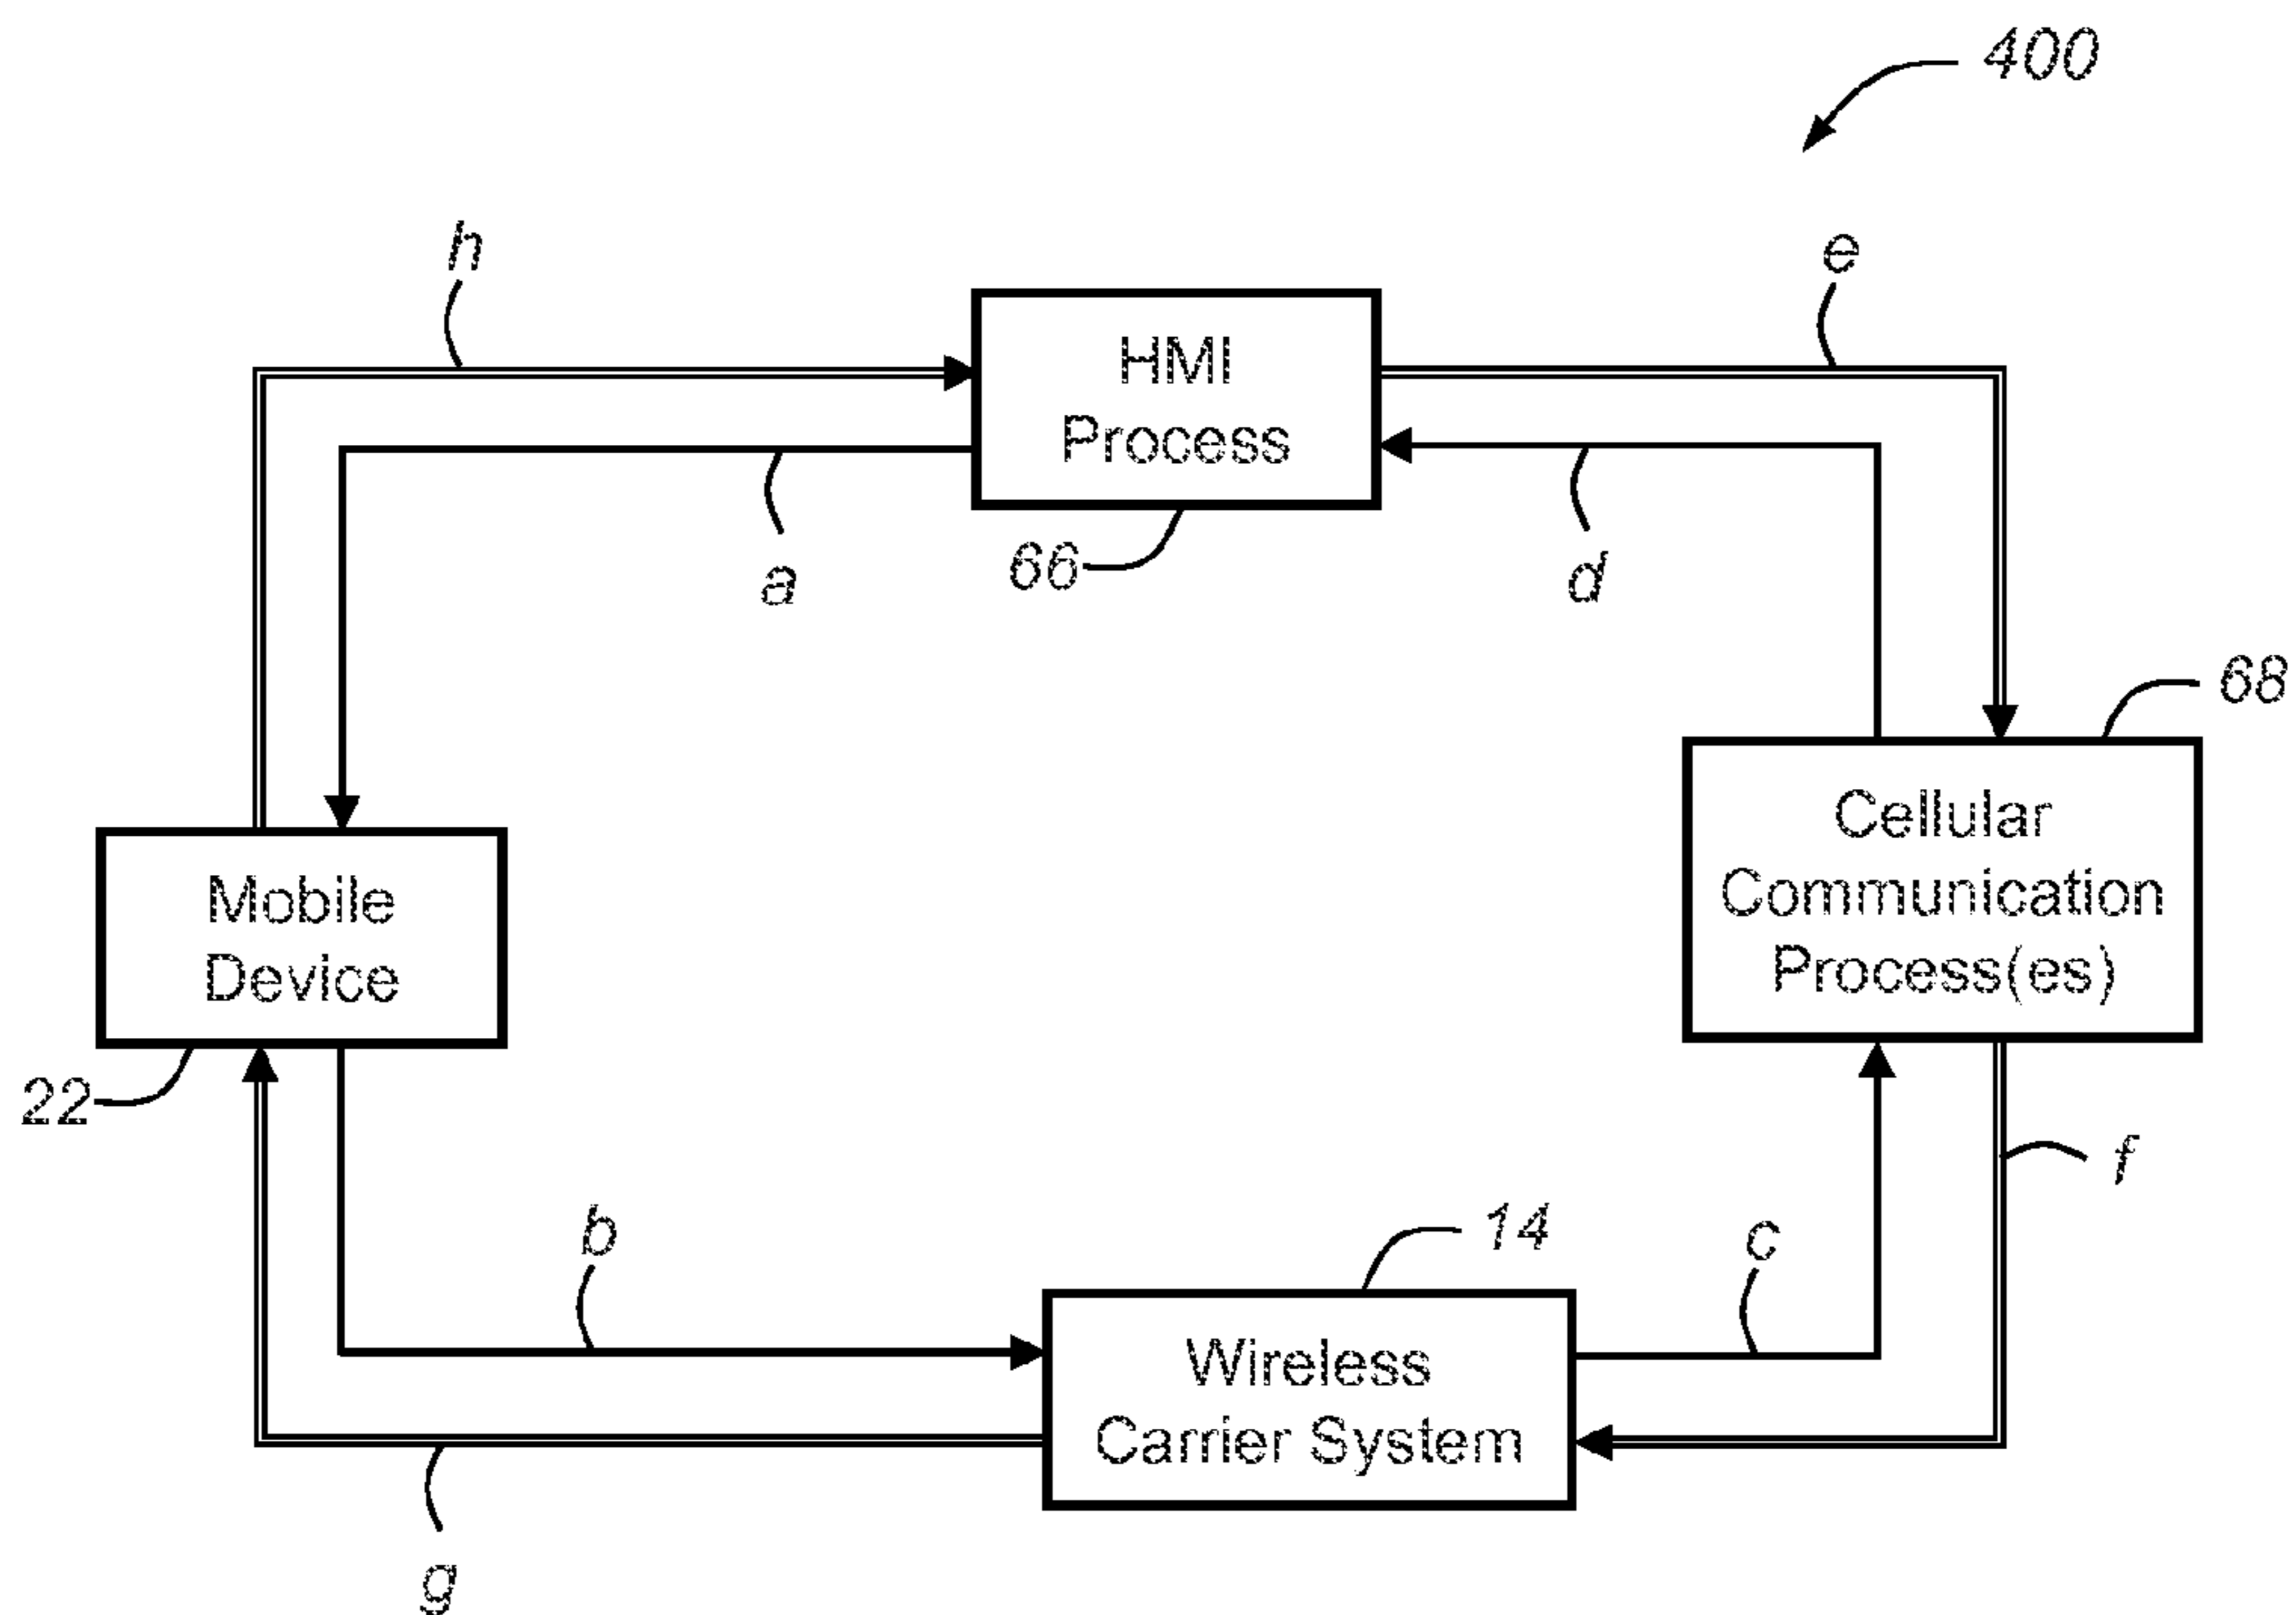 400
h
e
HMI
Process
a
66
d
68
Cellular
Communication
Process(es)
Mobile
Device
22
f
b
14
c
Wireless
Carrier System
g